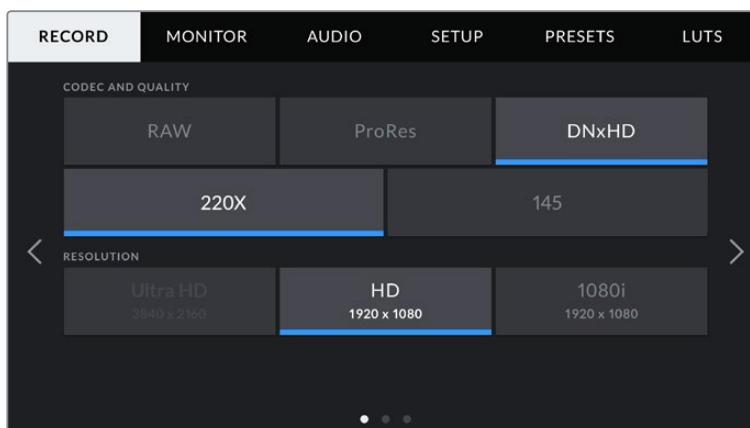 RECORD MONITOR AUDIO SETUP PRESETS LUTS
CODEC AND QUALITY
RAW ProRes DNxHD
220X 145
RESOLUTION
Ultra HD HD 1080i
3840 x 2160 1920 x 1080 1920 x 1080